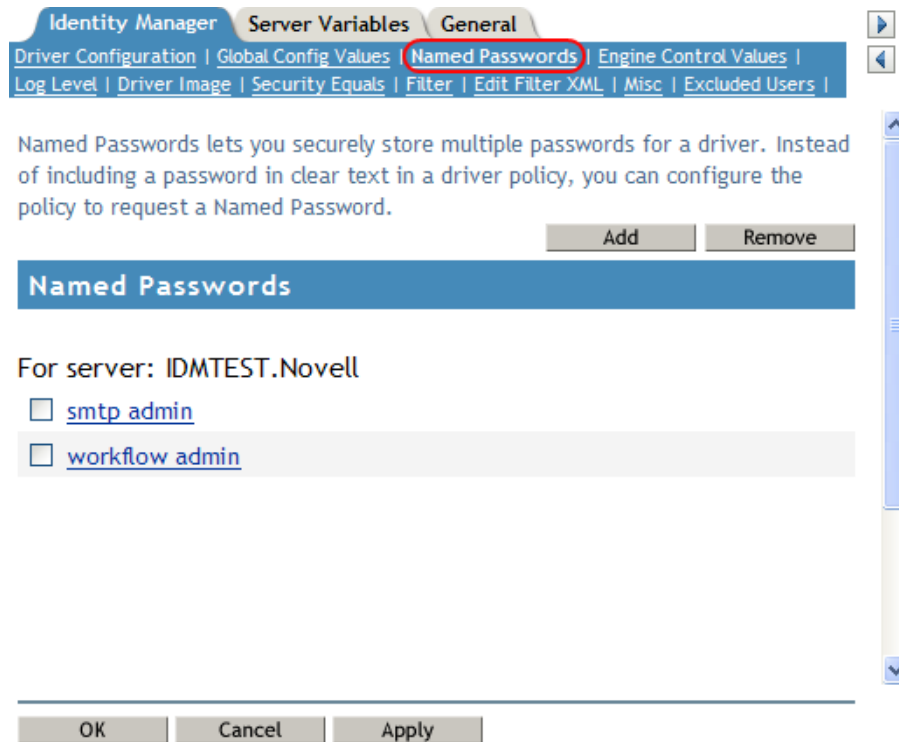 Identity Manager Server Variables General
Driver Configuration | Global Config Values | Named Passwords | Engine Control Values |
Log Level | Driver Image | Security Equals | Filter | Edit Filter XML | Misc | Excluded Users |
Named Passwords lets you securely store multiple passwords for a driver. Instead
of including a password in clear text in a driver policy, you can configure the
policy to request a Named Password.
Add Remove
Named Passwords
For server: IDMTEST.Novell
smtp admin
workflow admin
OK Cancel Apply